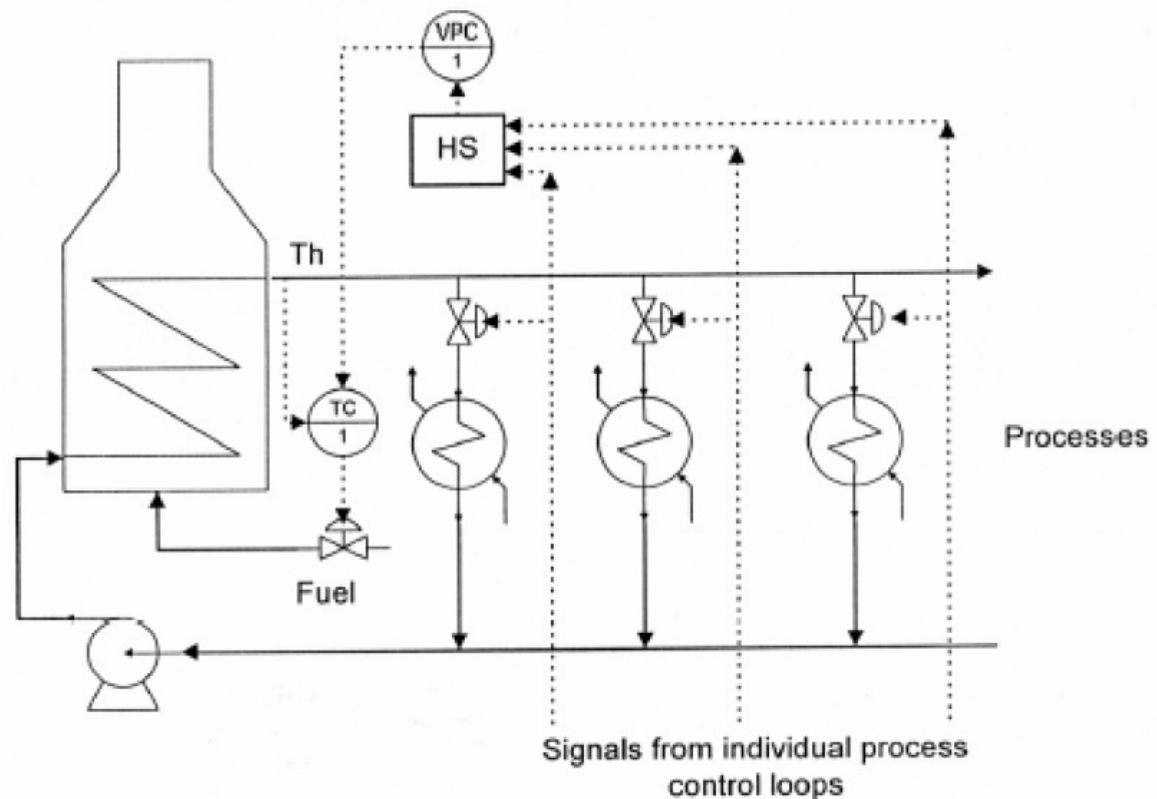 VPC
1
HS
Th
TC
1
Processes
Fuel
Signals from individual process
control loops